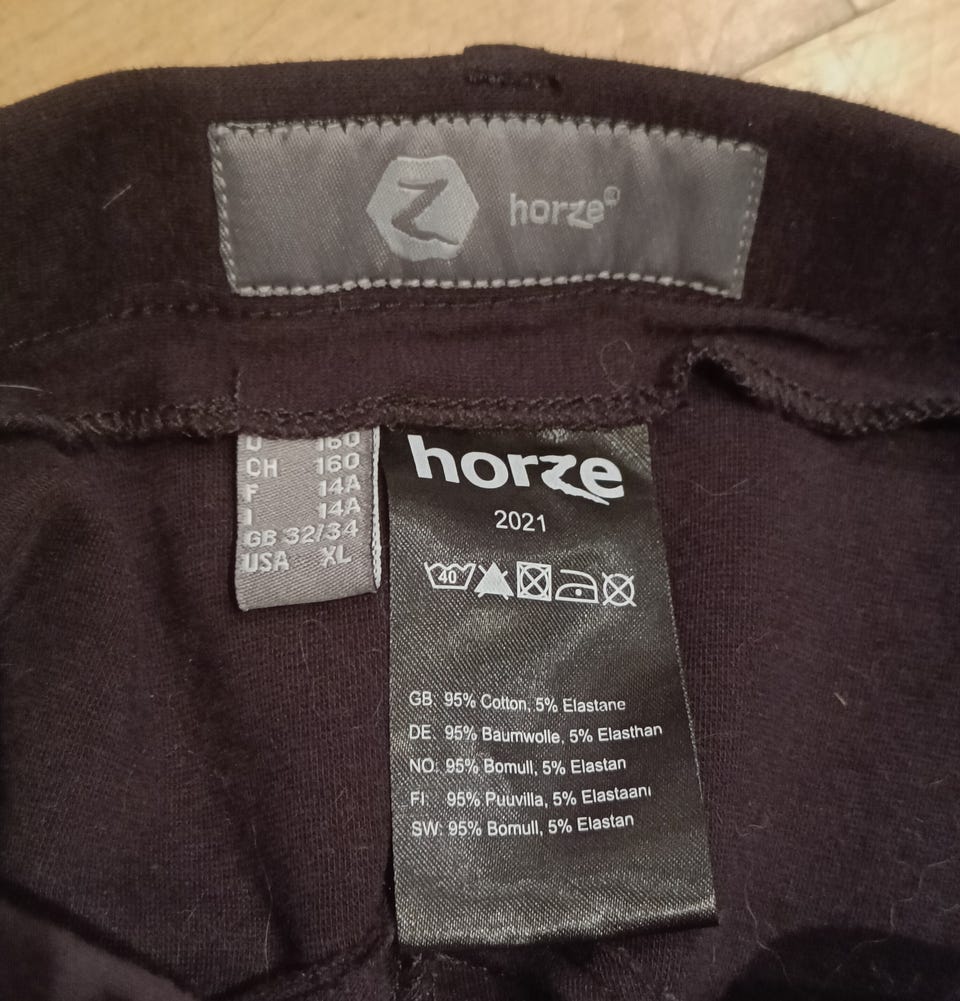 Z horze®
160
CH 160
F 14A
I 14A
GB 32/34
USA XL
horze
2021
40
GB: 95% Cotton, 5% Elastane
DE 95% Baumwolle, 5% Elasthan
NO: 95% Bomull, 5% Elastan
FI 95% Puuvilla, 5% Elastaani
SW: 95% Bomull, 5% Elastan